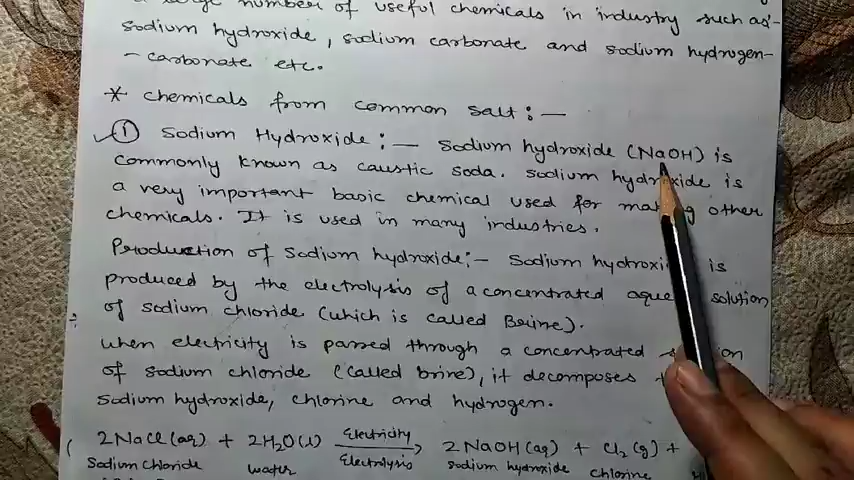 a large number of useful chemicals in industry such as-
sodium hydroxide, sodium carbonate and sodium hydrogen-
-carbonate etc.
* Chemicals from common salt:—
① Sodium Hydroxide:— Sodium hydroxide (NaOH) is
commonly known as caustic soda. Sodium hydroxide is
a very important basic chemical used for making other
chemicals. It is used in many industries.
Production of Sodium hydroxide:- Sodium hydroxi is
produced by the electrolysis of a concentrated aque solution
of sodium chloride (which is called Brine).
when electricity is passed through a concentrated s on
of sodium chloride (called brine), it decomposes
sodium hydroxide, chlorine and hydrogen.
( 2NaCl(aq) + 2H₂O(l) Electricity → Electrolysis 2NaOH(aq) + Cl₂(g) +
Sodium chloride water sodium hydroxide chlorine